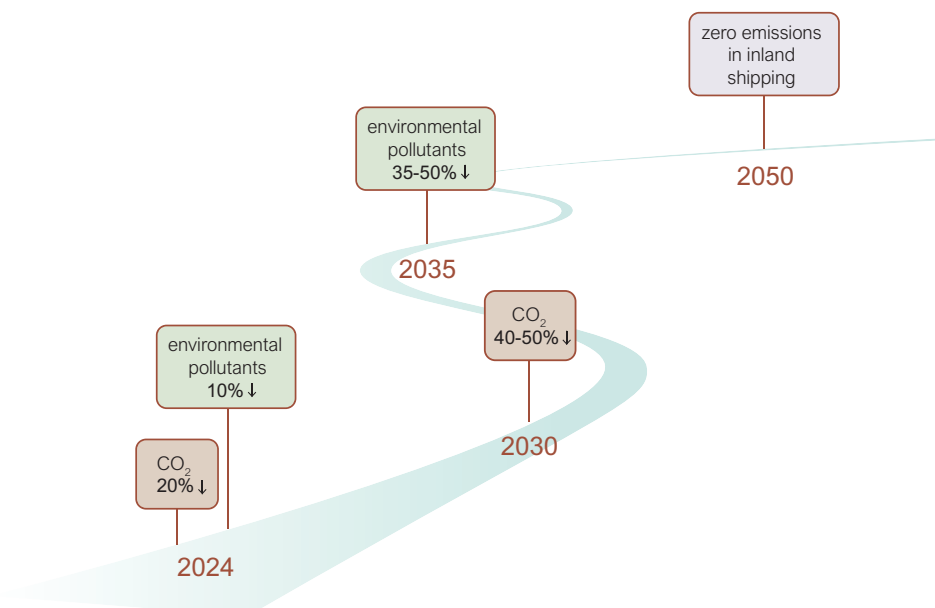 zero emissions
in inland
shipping
2050
environmental
pollutants
35-50% ↓
2035
CO₂
40-50% ↓
2030
environmental
pollutants
10% ↓
CO₂
20% ↓
2024